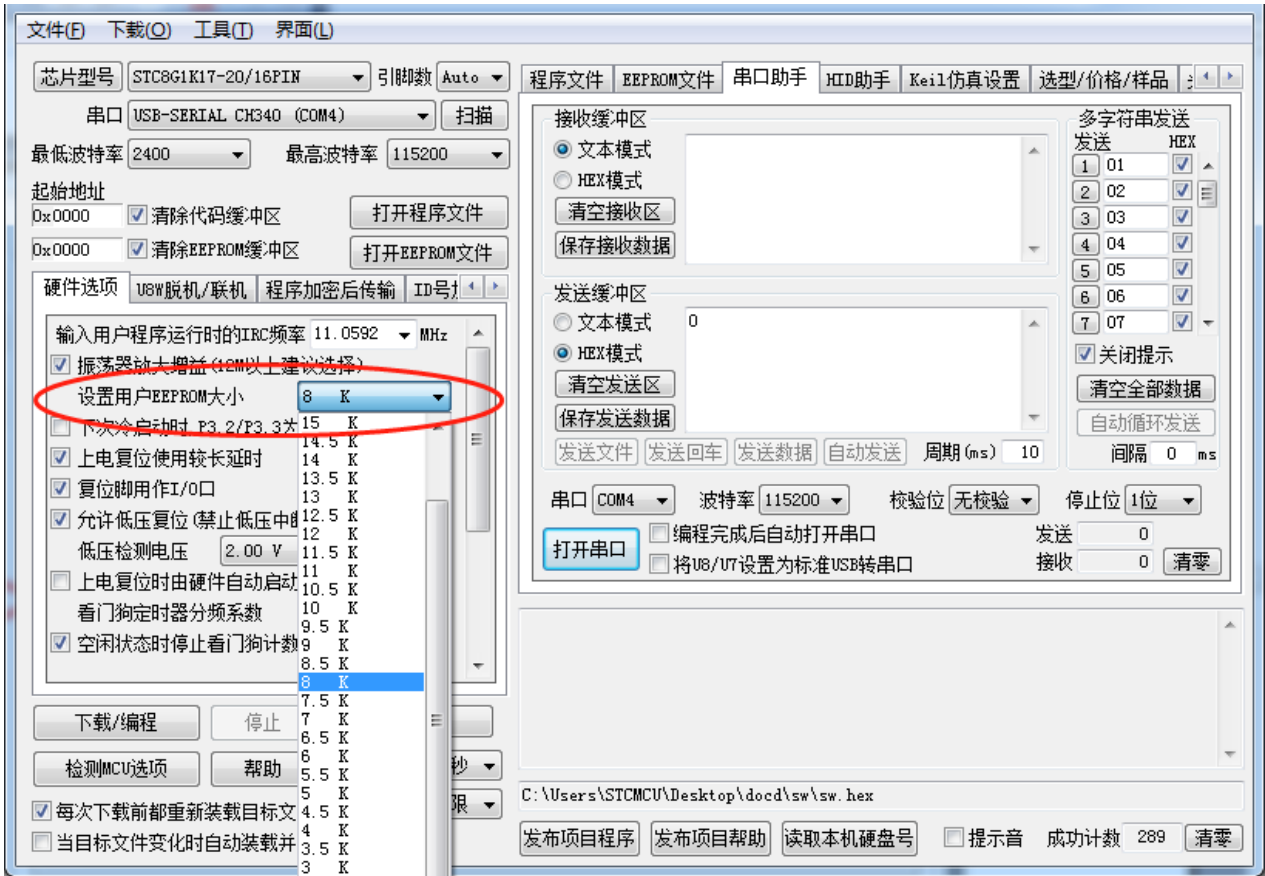 文件(F) 下载(O) 工具(T) 界面(L)
芯片型号 STC8G1K17-20/16PIN 引脚数 Auto
串口 USB-SERIAL CH340 (COM4) 扫描
最低波特率 2400 最高波特率 115200
起始地址
0x0000 清除代码缓冲区 打开程序文件
0x0000 清除EEPROM缓冲区 打开EEPROM文件
硬件选项 U8W脱机/联机 程序加密后传输 ID号
输入用户程序运行时的IRC频率 11.0592 MHz
振荡器放大增益(12M以上建议选择)
设置用户EEPROM大小 8 K
下次冷启动时,P3.2/P3.3为
上电复位使用较长延时
复位脚用作I/O口
允许低压复位(禁止低压中
低压检测电压 2.00 V
上电复位时由硬件自动启动
看门狗定时器分频系数
空闲状态时停止看门狗计数
15 K
14.5 K
14 K
13.5 K
13 K
12.5 K
12 K
11.5 K
11 K
10.5 K
10 K
9.5 K
9 K
8.5 K
8 K
7.5 K
7 K
6.5 K
6 K
5.5 K
5 K
4.5 K
4 K
3.5 K
3 K
下载/编程 停止
检测MCU选项 帮助 秒
每次下载前都重新装载目标文 限
当目标文件变化时自动装载并
程序文件 EEPROM文件 串口助手 HID助手 Keil仿真设置 选型/价格/样品
接收缓冲区
文本模式
HEX模式
清空接收区
保存接收数据
发送缓冲区
文本模式 0
HEX模式
清空发送区
保存发送数据
发送文件 发送回车 发送数据 自动发送 周期(ms) 10
多字符串发送
发送 HEX
1 01
2 02
3 03
4 04
5 05
6 06
7 07
关闭提示
清空全部数据
自动循环发送
间隔 0 ms
串口 COM4 波特率 115200 校验位 无校验 停止位 1位
打开串口 编程完成后自动打开串口 发送 0
将U8/U7设置为标准USB转串口 接收 0 清零
C:\Users\STCMCU\Desktop\docd\sw\sw.hex
发布项目程序 发布项目帮助 读取本机硬盘号 提示音 成功计数 289 清零